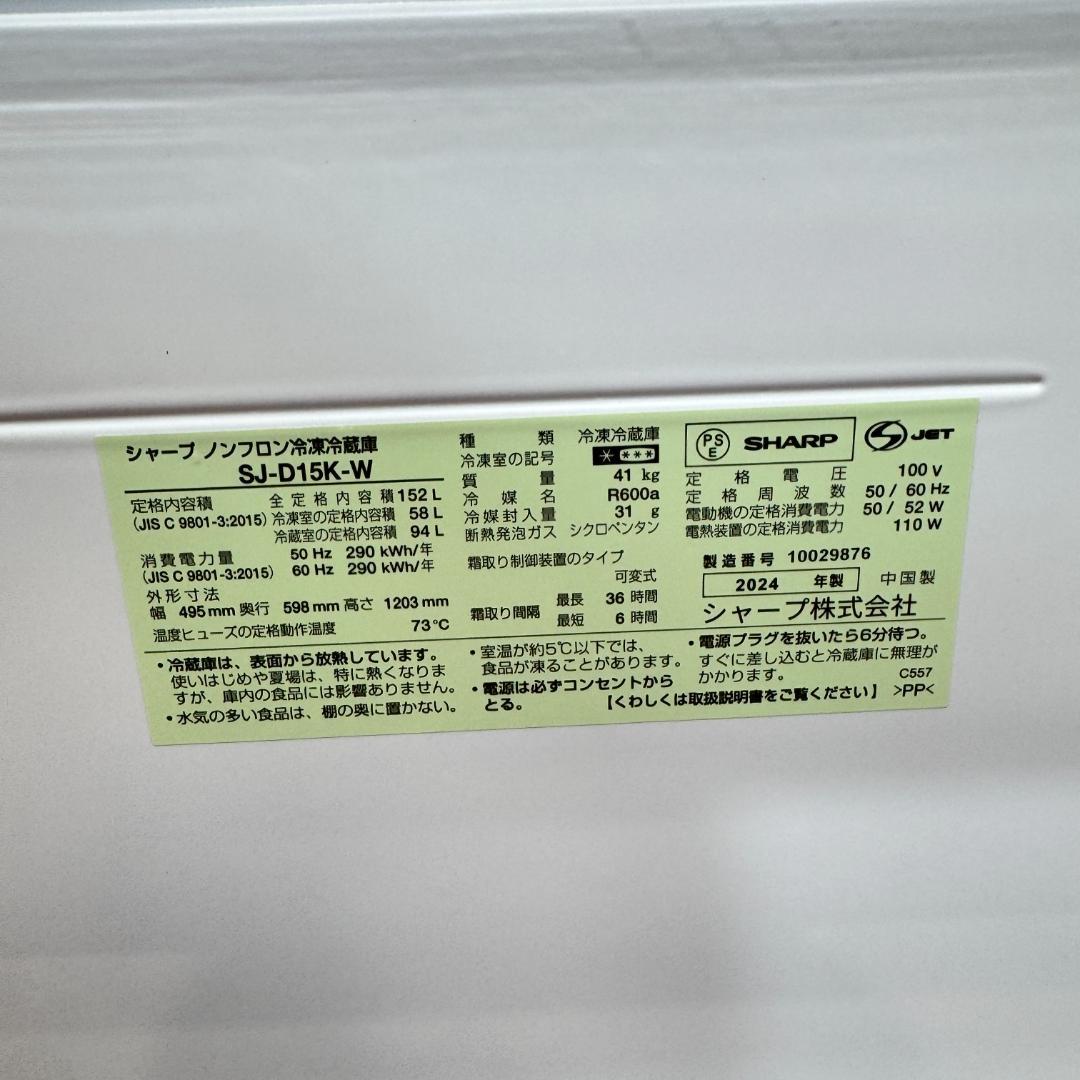 シャープ ノンフロン冷凍冷蔵庫
SJ-D15K-W
定格内容積
(JIS C 9801-3:2015)
全定格内容積 152 L
冷凍室の定格内容積 58 L
冷蔵室の定格内容積 94 L
消費電力量
(JIS C 9801-3:2015)
50 Hz 290 kWh/年
60 Hz 290 kWh/年
外形寸法
幅 495 mm 奥行 598 mm 高さ 1203 mm
温度ヒューズの定格動作温度 73℃
種類 冷凍冷蔵庫
冷凍室の記号 * ***
質量 41 kg
冷媒名 R600a
冷媒封入量 31 g
断熱発泡ガス シクロペンタン
霜取り制御装置のタイプ
可変式
霜取り間隔 最長 36 時間
最短 6 時間
PSE SHARP S JET
定格電圧 100 V
定格周波数 50 / 60 Hz
電動機の定格消費電力 50 / 52 W
電熱装置の定格消費電力 110 W
製造番号 10029876
2024 年製 中国製
シャープ株式会社
・冷蔵庫は、表面から放熱しています。
使いはじめや夏場は、特に熱くなりま
すが、庫内の食品には影響ありません。
・水気の多い食品は、棚の奥に置かない。
・室温が約5℃以下では、
食品が凍ることがあります。
・電源は必ずコンセントから
とる。
・電源プラグを抜いたら6分待つ。
すぐに差し込むと冷蔵庫に無理が
かかります。
C557
【くわしくは取扱説明書をご覧ください】 >PP<